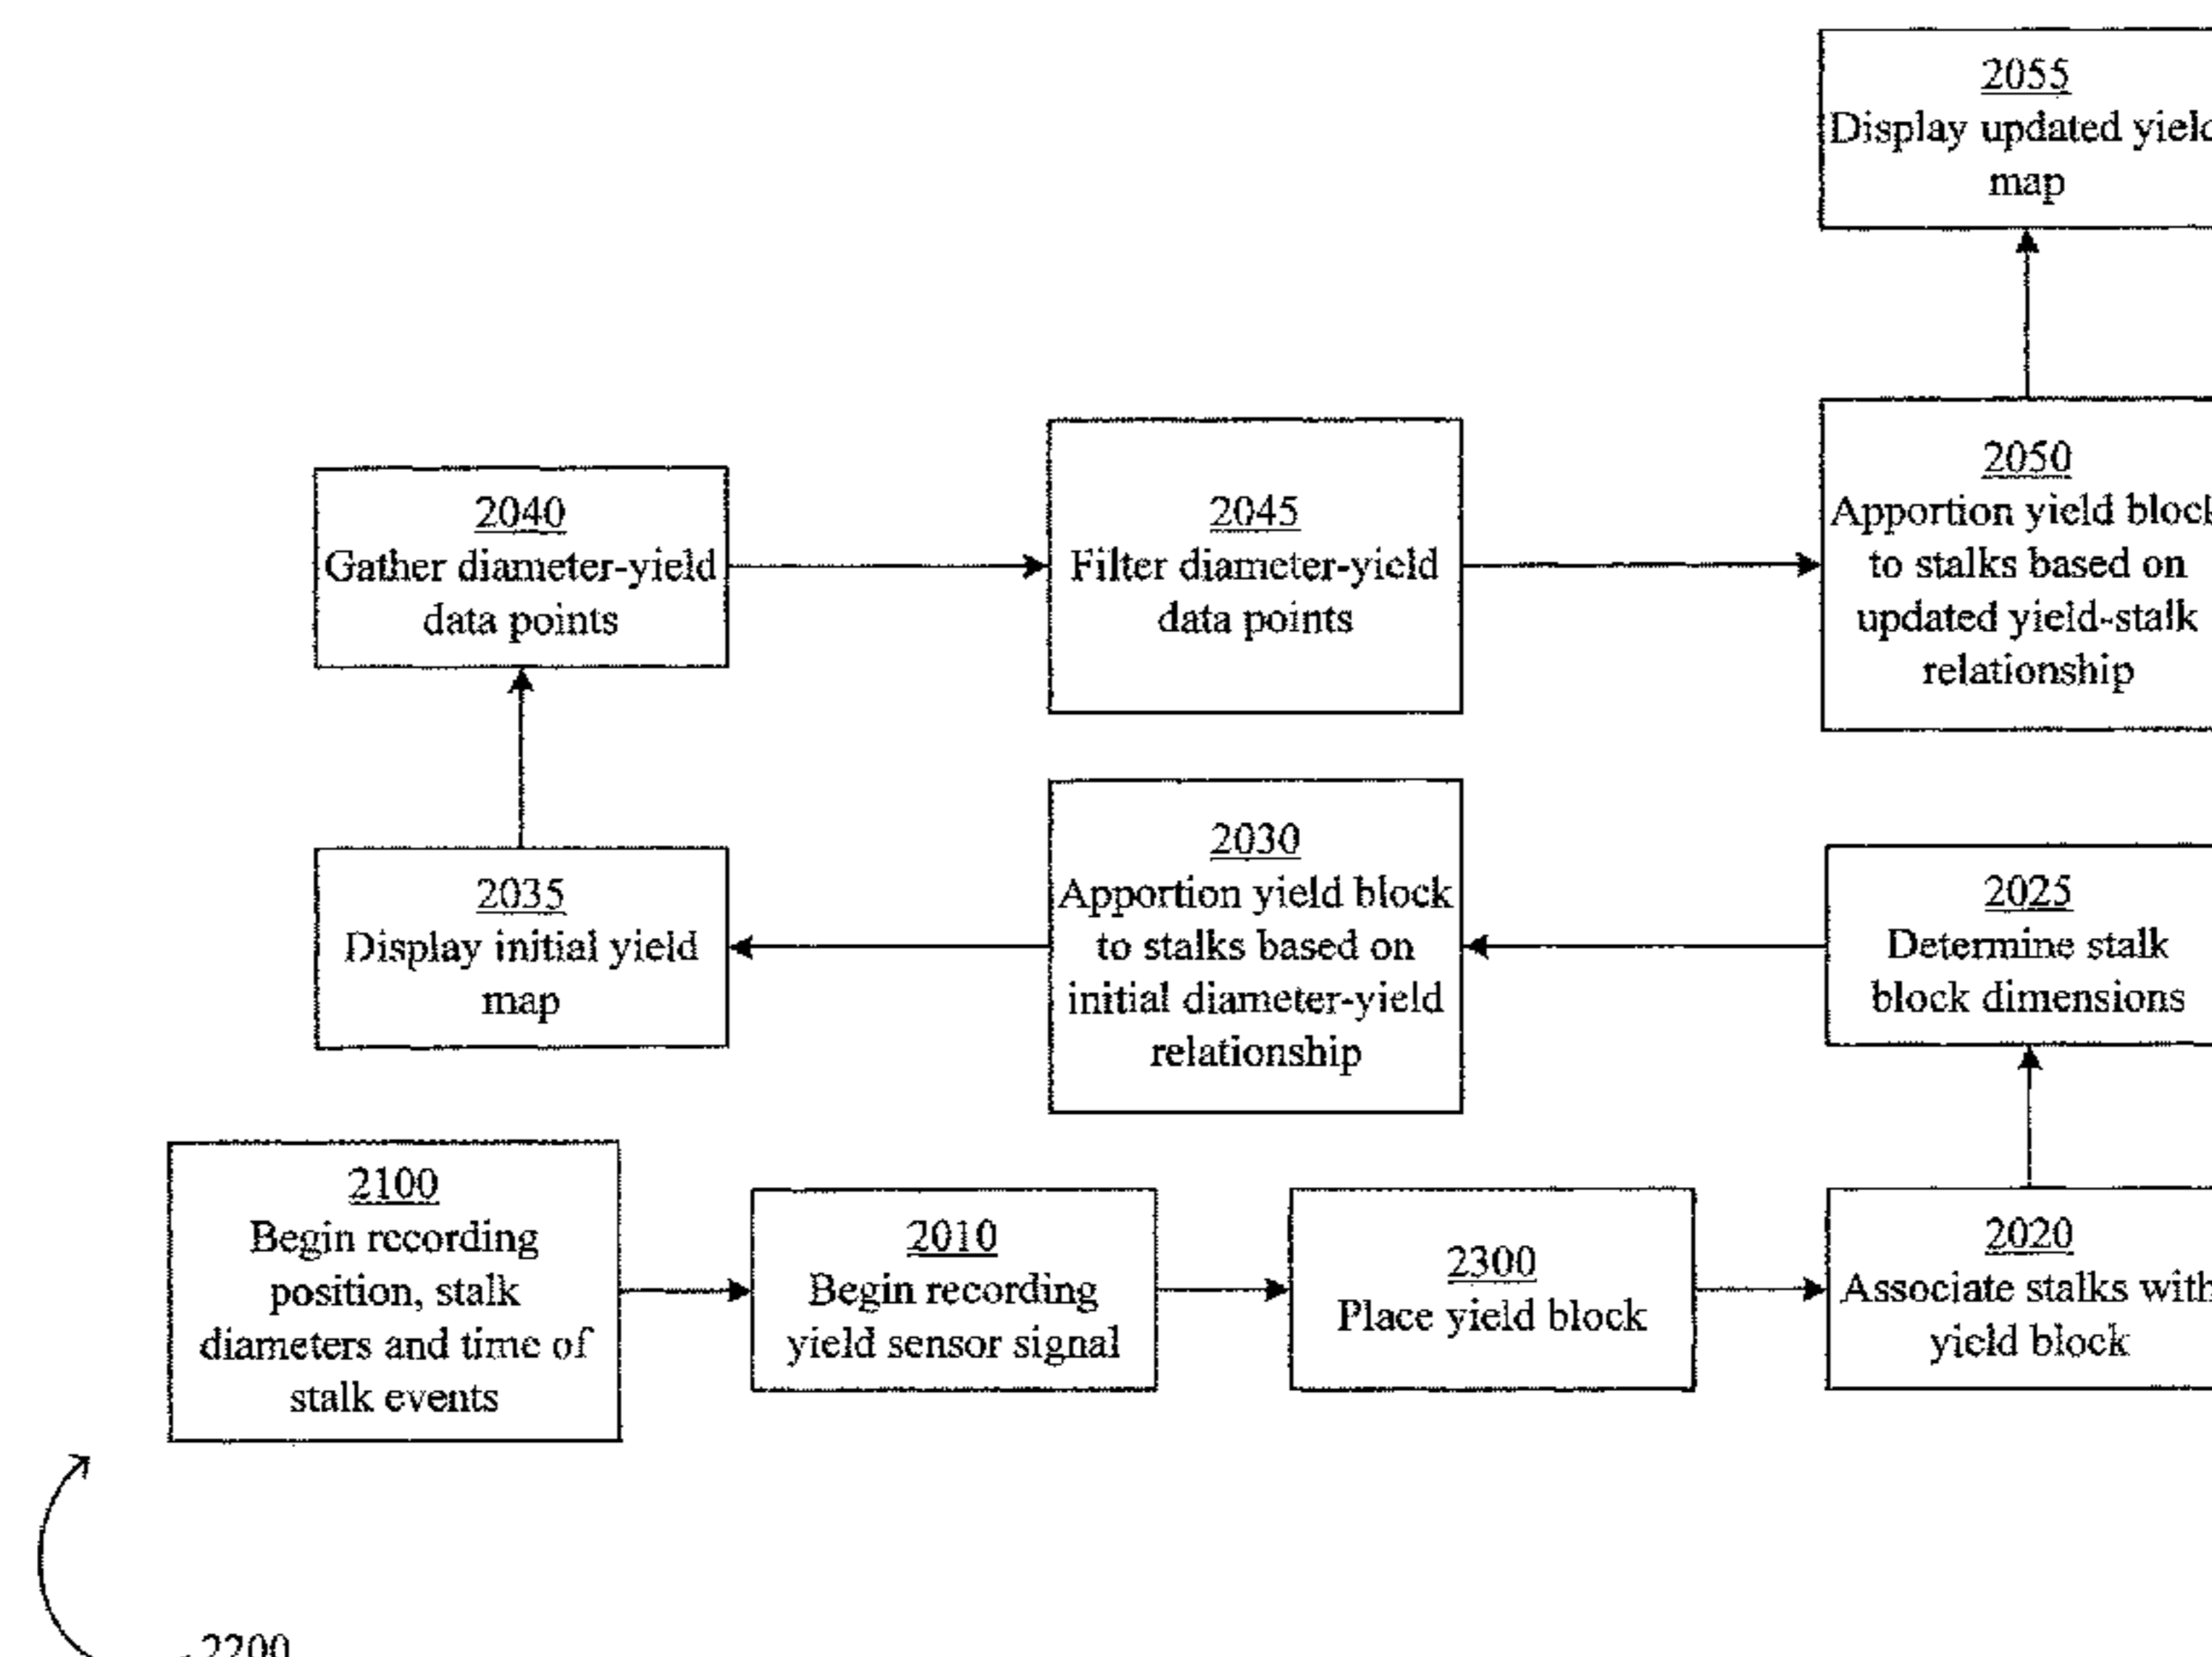 2055
Display updated yield
map
2040
Gather diameter-yield
data points
2045
Filter diameter-yield
data points
2050
Apportion yield block
to stalks based on
updated yield-stalk
relationship
2035
Display initial yield
map
2030
Apportion yield block
to stalks based on
initial diameter-yield
relationship
2025
Determine stalk
block dimensions
2100
Begin recording
position, stalk
diameters and time of
stalk events
2010
Begin recording
yield sensor signal
2300
Place yield block
2020
Associate stalks with
yield block
2200